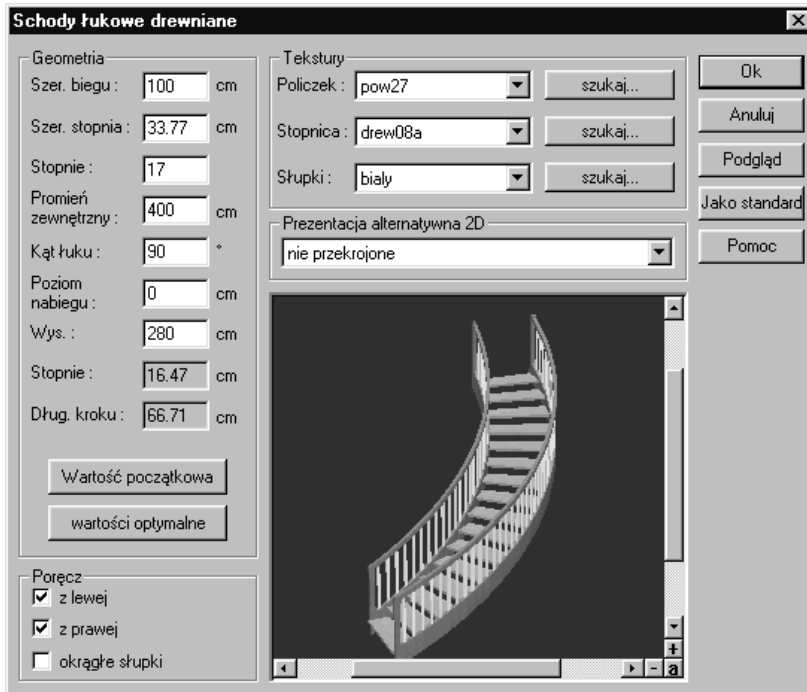 Schody łukowe drewniane
Geometria
Szer. biegu : 100 cm
Szer. stopnia : 33.77 cm
Stopnie : 17
Promień
zewnętrzny : 400 cm
Kąt łuku : 90 °
Poziom
nabiegu : 0 cm
Wys. : 280 cm
Stopnie : 16.47 cm
Dług. kroku : 66.71 cm
Wartość początkowa
wartości optymalne
Poręcz
z lewej
z prawej
okrągłe słupki
Tekstury
Policzek : pow27 szukaj...
Stopnica : drew08a szukaj...
Słupki : bialy szukaj...
Prezentacja alternatywna 2D
nie przekrojone
+
- a
Ok
Anuluj
Podgląd
Jako standard
Pomoc